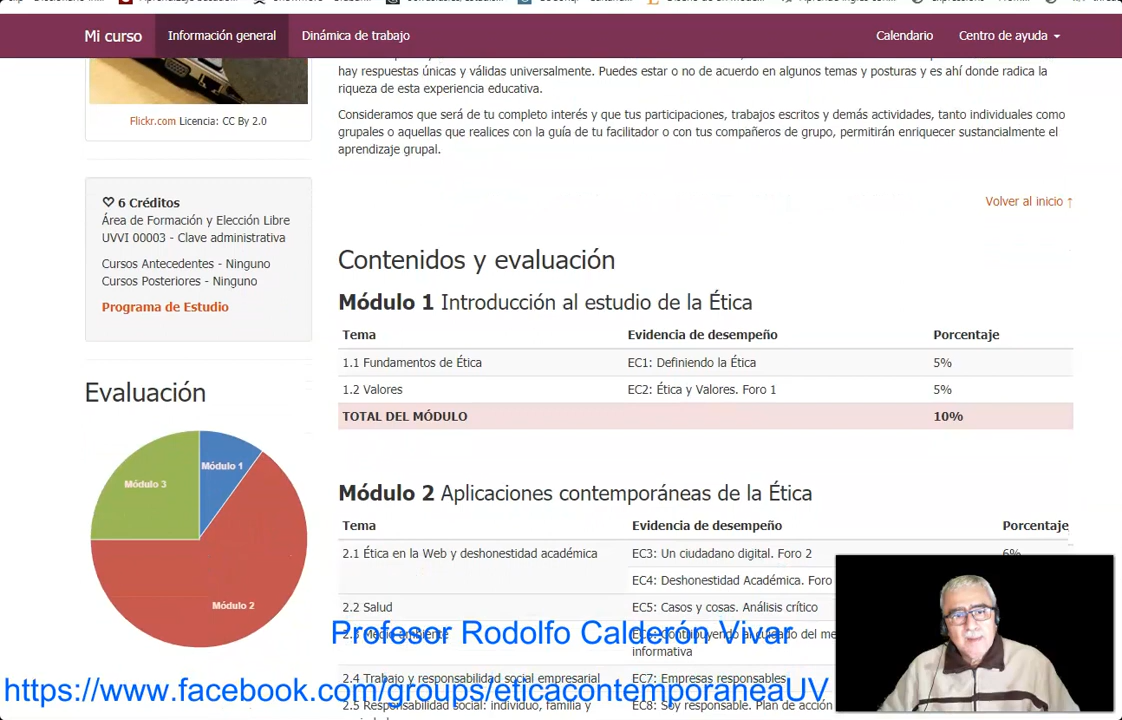 Mi curso
Información general
Dinámica de trabajo
Calendario
Centro de ayuda
hay respuestas únicas y válidas universalmente. Puedes estar o no de acuerdo en algunos temas y posturas y es ahí donde radica la
riqueza de esta experiencia educativa.
Flickr.com Licencia: CC By 2.0
Consideramos que será de tu completo interés y que tus participaciones, trabajos escritos y demás actividades, tanto individuales como
grupales o aquellas que realices con la guía de tu facilitador o con tus compañeros de grupo, permitirán enriquecer sustancialmente el
aprendizaje grupal.
6 Créditos
Área de Formación y Elección Libre
UVVI 00003 - Clave administrativa
Cursos Antecedentes - Ninguno
Cursos Posteriores - Ninguno
Programa de Estudio
Volver al inicio ↑
Contenidos y evaluación
Módulo 1 Introducción al estudio de la Ética
Tema Evidencia de desempeño Porcentaje
1.1 Fundamentos de Ética EC1: Definiendo la Ética 5%
1.2 Valores EC2: Ética y Valores. Foro 1 5%
TOTAL DEL MÓDULO 10%
Evaluación
Módulo 1
Módulo 3
Módulo 2
Módulo 2 Aplicaciones contemporáneas de la Ética
Tema Evidencia de desempeño Porcentaje
2.1 Ética en la Web y deshonestidad académica EC3: Un ciudadano digital. Foro 2 6%
EC4: Deshonestidad Académica. Foro
2.2 Salud EC5: Casos y cosas. Análisis crítico
2.3 Medio ambiente EC6: Contribuyendo al cuidado del me
informativa
Profesor Rodolfo Calderón Vivar
2.4 Trabajo y responsabilidad social empresarial EC7: Empresas responsables
https://www.facebook.com/groups/eticacontemporaneaUV
2.5 Responsabilidad social: individuo, familia y EC8: Soy responsable. Plan de acción